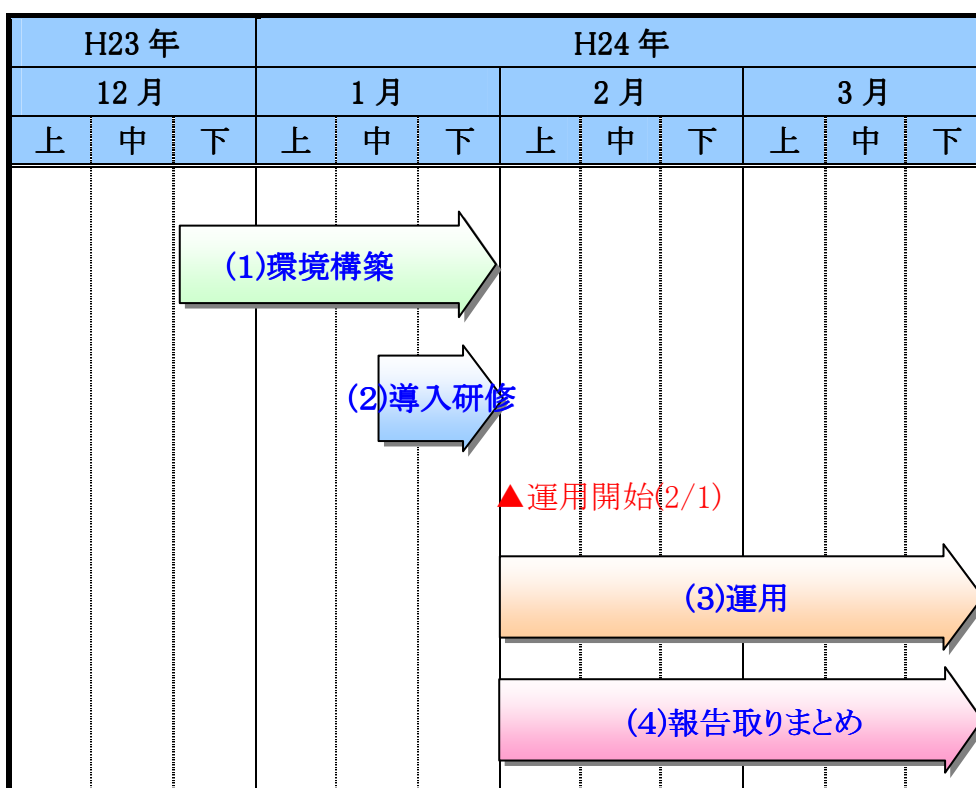 H23 年 H24 年
12 月 1 月 2 月 3 月
上 中 下 上 中 下 上 中 下 上 中 下
(1)環境構築
(2)導入研修
▲運用開始(2/1)
(3)運用
(4)報告取りまとめ